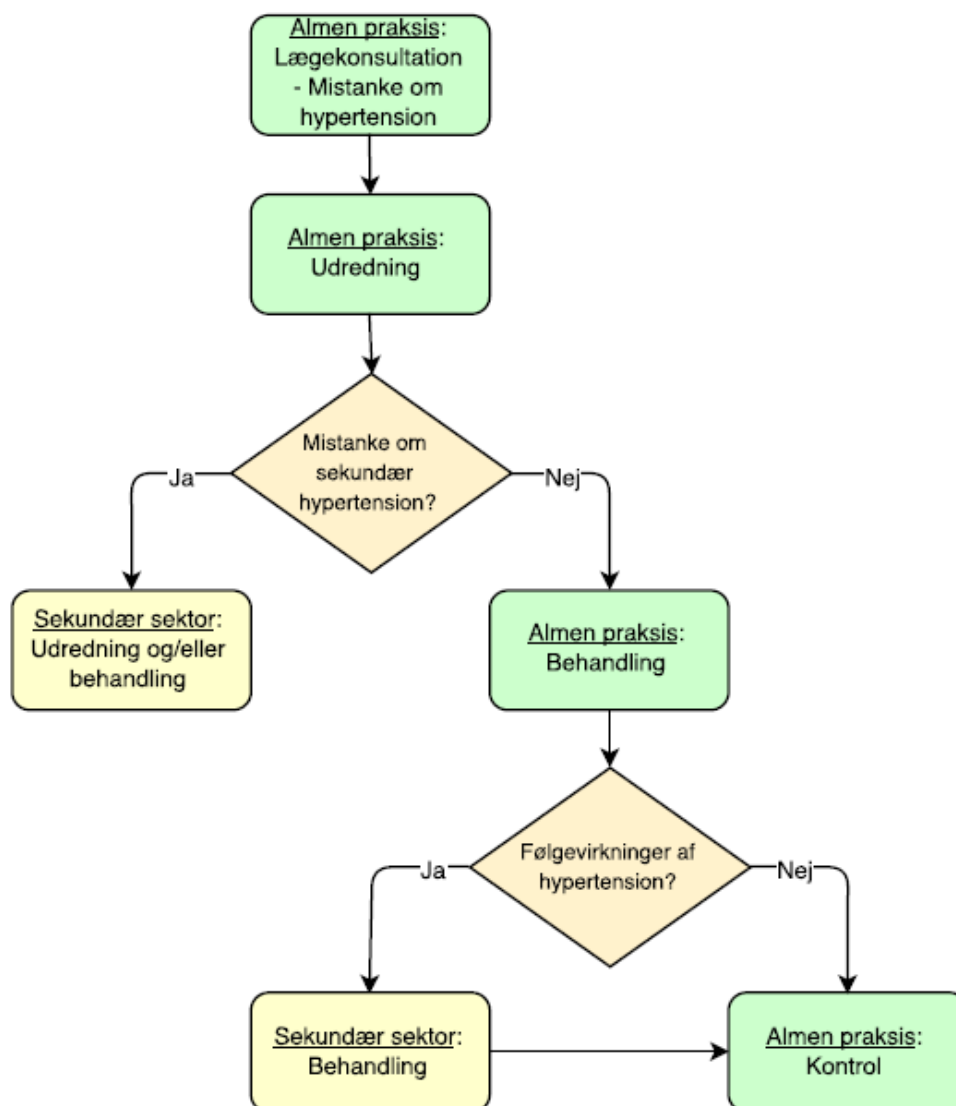 Almen praksis:
Lægekonsultation
- Mistanke om
hypertension
Almen praksis:
Udredning
Mistanke om
sekundær
hypertension?
Ja
Nej
Sekundær sektor:
Udredning og/eller
behandling
Almen praksis:
Behandling
Følgevirkninger af
hypertension?
Ja
Nej
Sekundær sektor:
Behandling
Almen praksis:
Kontrol